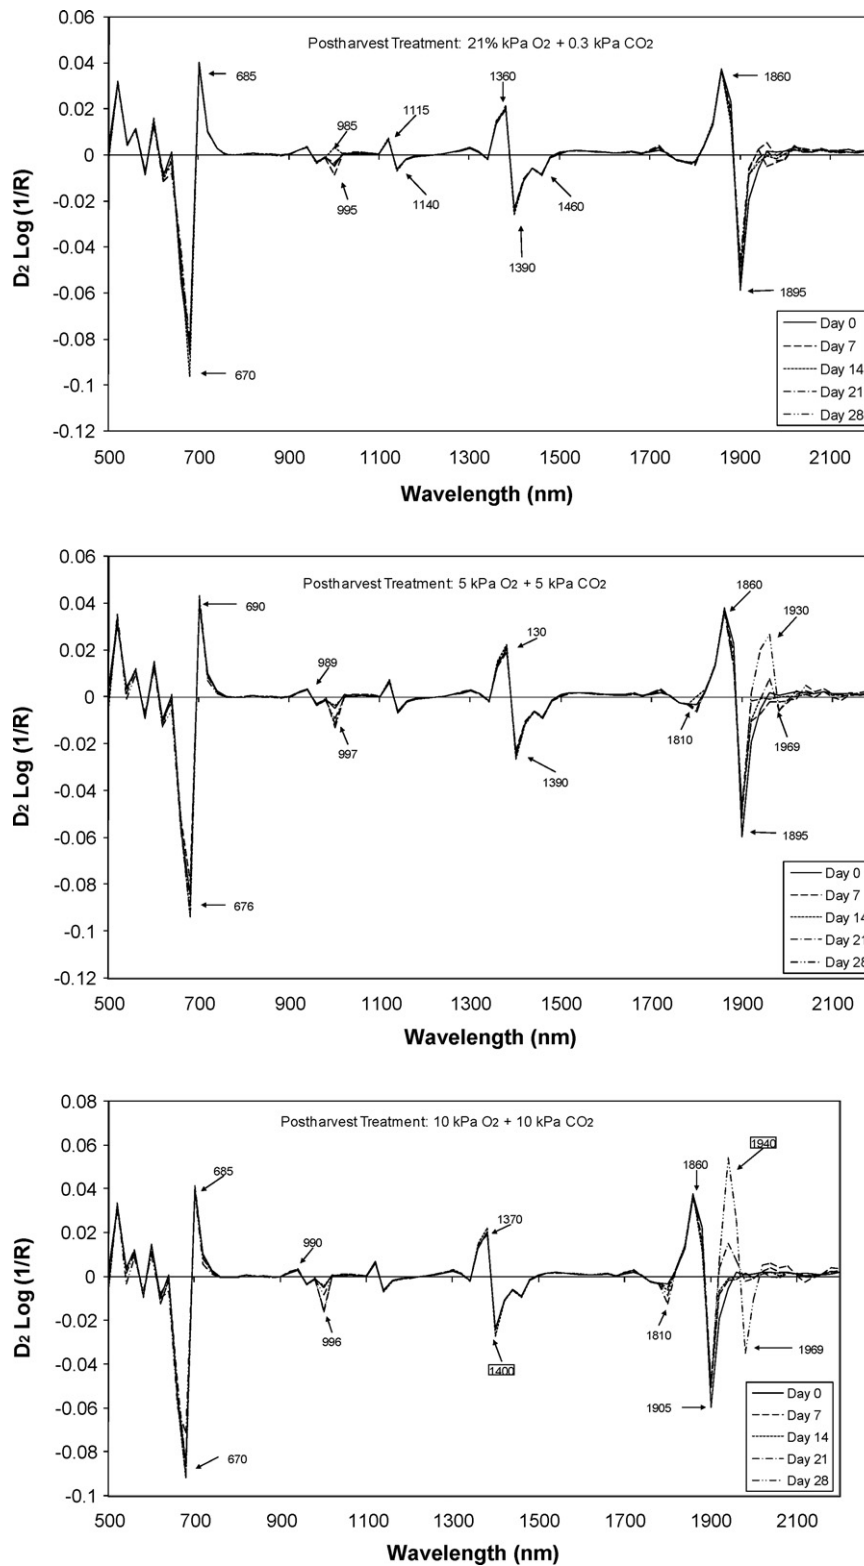 Postharvest Treatment: 21% kPa O2 + 0.3 kPa CO2
0.06
0.04
0.02
0
-0.02
-0.04
-0.06
-0.08
-0.1
-0.12
D2 Log (1/R)
685
670
985
995
1115
1140
1360
1390
1460
1860
1895
Day 0
Day 7
Day 14
Day 21
Day 28
500 700 900 1100 1300 1500 1700 1900 2100
Wavelength (nm)
Postharvest Treatment: 5 kPa O2 + 5 kPa CO2
0.06
0.04
0.02
0
-0.02
-0.04
-0.06
-0.08
-0.1
-0.12
D2 Log (1/R)
690
676
989
997
130
1390
1810
1860
1930
1969
1895
Day 0
Day 7
Day 14
Day 21
Day 28
500 700 900 1100 1300 1500 1700 1900 2100
Wavelength (nm)
Postharvest Treatment: 10 kPa O2 + 10 kPa CO2
0.08
0.06
0.04
0.02
0
-0.02
-0.04
-0.06
-0.08
-0.1
D2 Log (1/R)
685
670
990
996
1370
1400
1810
1860
1940
1969
1905
Day 0
Day 7
Day 14
Day 21
Day 28
500 700 900 1100 1300 1500 1700 1900 2100
Wavelength (nm)